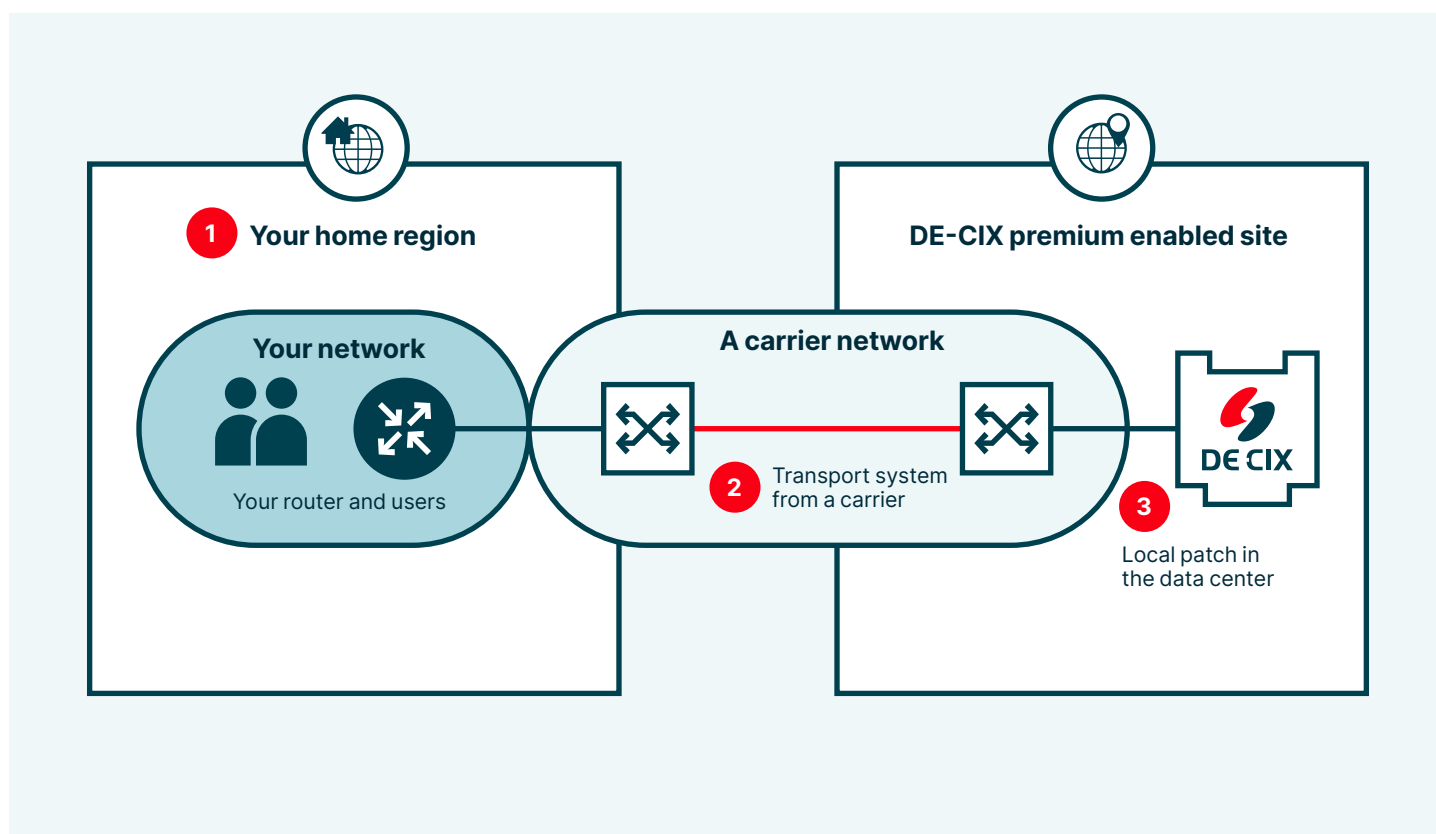 1
Your home region
DE-CIX premium enabled site
Your network
Your router and users
A carrier network
2
Transport system
from a carrier
DE CIX
3
Local patch in
the data center